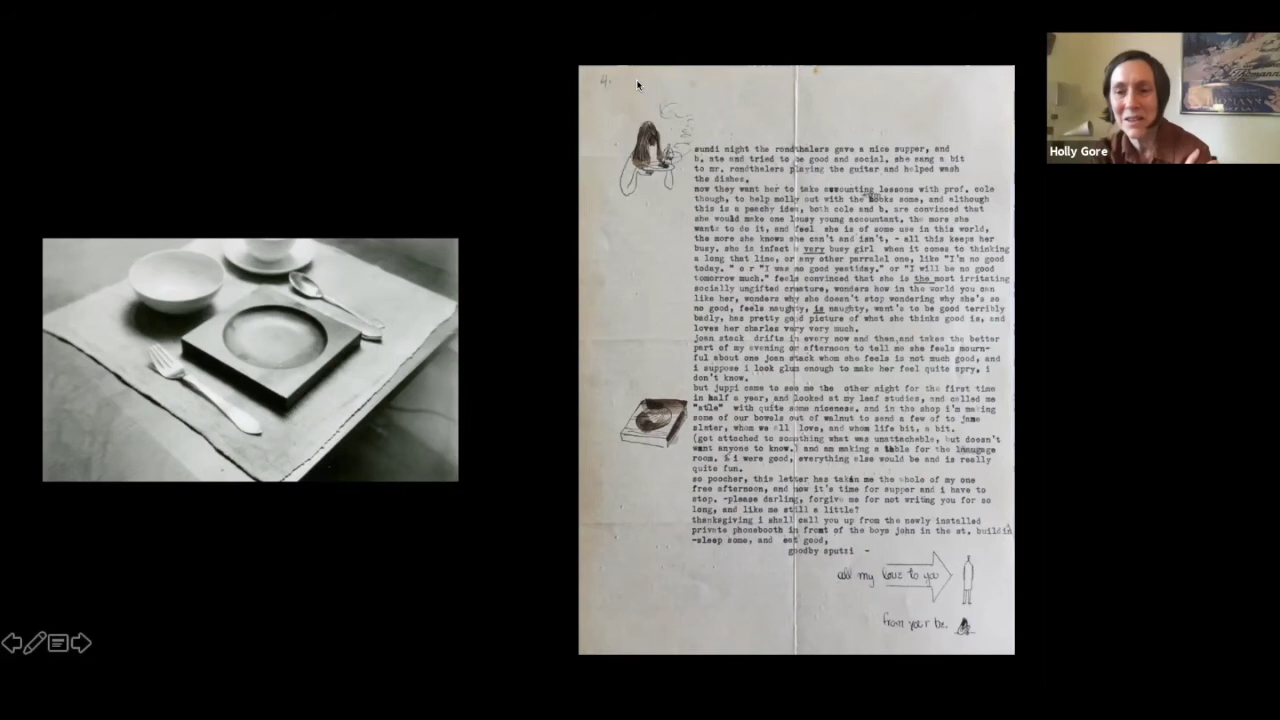 4.
sundi night the rondthalers gave a nice supper, and
b. ate and tried to be good and social. she sang a bit
to mr. rondthalers playing the guitar and helped wash
the dishes.
now they want her to take accounting lessons with prof. cole
though, to help molly out with the books some, and although
this is a peachy idea, both cole and b. are convinced that
she would make one lousy young accountant. the more she
wants to do it, and feel she is of some use in this world,
the more she knows she can't and isn't, - all this keeps her
busy. she is infact a very busy girl when it comes to thinking
a long that line, or any other parralal one, like "I'm no good
today. " o r "I was no good yestiday." or "I will be no good
tomorrow much." feels convinced that she is the most irritating
socially ungifted creature, wonders how in the world you can
like her, wonders why she doesn't stop wondering why she's so
no good, feels naughty, is naughty, want's to be good terribly
badly, has pretty good picture of what she thinks good is, and
loves her charles very very much.
joan stack drifts in every now and then,and takes the better
part of my evening or afternoon to tell me she feels mourn-
ful about one joan stack whom she feels is not much good, and
i suppose i look glum enough to make her feel quite spry, i
don't know.
but juppi came to see me the other night for the first time
in half a year, and looked at my leaf studies, and called me
"stle" with quite some niceness. and in the shop i'm making
some of our bowels out of walnut to send a few of to jane
slater, whom we all love, and whom life bit, a bit.
(got attached to something what was unattachable, but doesn't
want anyone to know.) and am making a table for the language
room. i were good, everything else would be and is really
quite fun.
so poocher, this letter has taken me the whole of my one
free afternoon, and now it's time for supper and i have to
stop. -please darling, forgive me for not writing you for so
long, and like me still a little?
thanksgiving i shall call you up from the newly installed
private phonebooth in front of the boys john in the st. buildin
-sleep some, and eat good,
goodby sputzi -
all my love to you
from your be.
Holly Gore